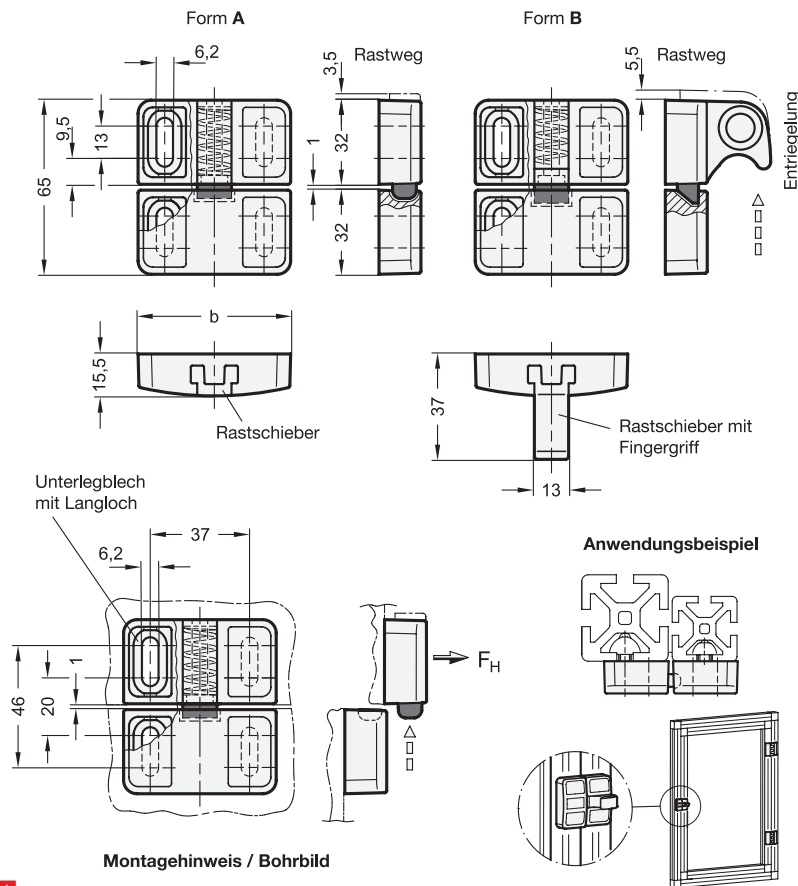 Form A
Form B
6,2
3,5
Rastweg
5,5
Rastweg
9,5
13
65
1
32
32
Entriegelung
b
15,5
Rastschieber
37
13
Rastschieber mit
Fingergriff
Unterlegblech
mit Langloch
37
6,2
46
20
1
FH
Anwendungsbeispiel
Montagehinweis / Bohrbild